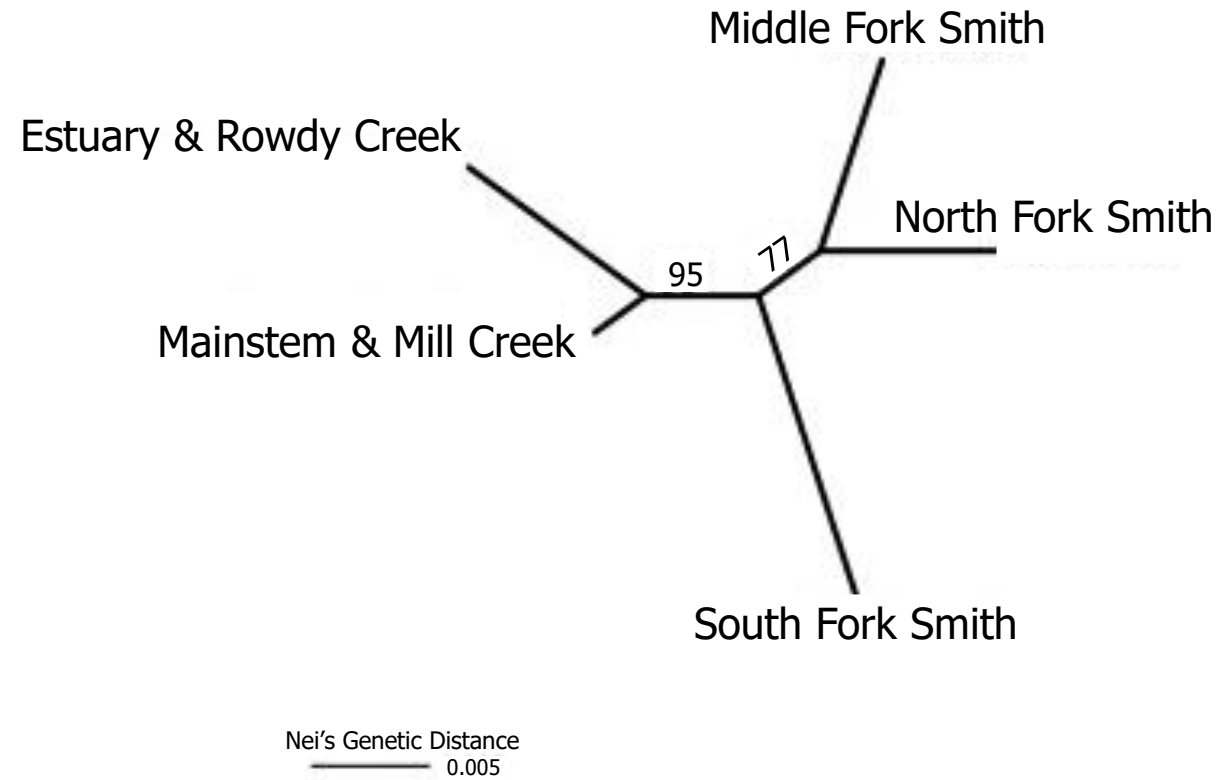 Middle Fork Smith
Estuary & Rowdy Creek
North Fork Smith
77
95
Mainstem & Mill Creek
South Fork Smith
Nei’s Genetic Distance
0.005